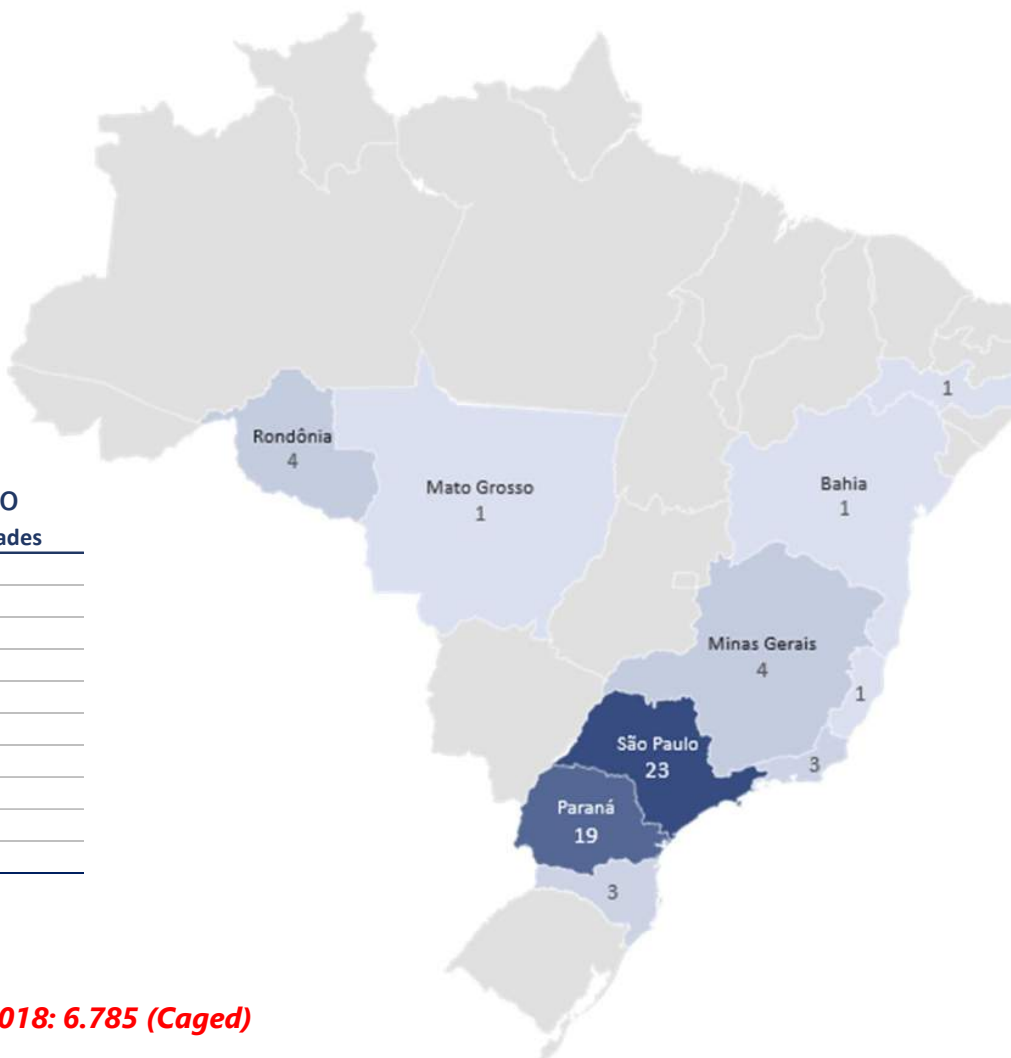 1
Rondônia
4
Mato Grosso
1
Bahia
1
O
ades
Minas Gerais
4
1
São Paulo
23
3
Paraná
19
3
018: 6.785 (Caged)